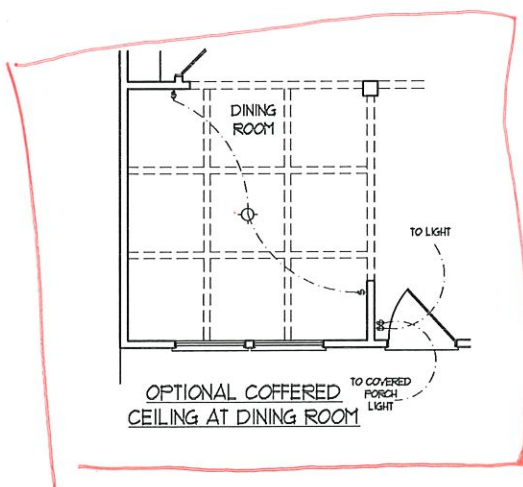 DINING
ROOM
TO LIGHT
TO COVERED
PORCH
LIGHT
OPTIONAL COFFERED
CEILING AT DINING ROOM